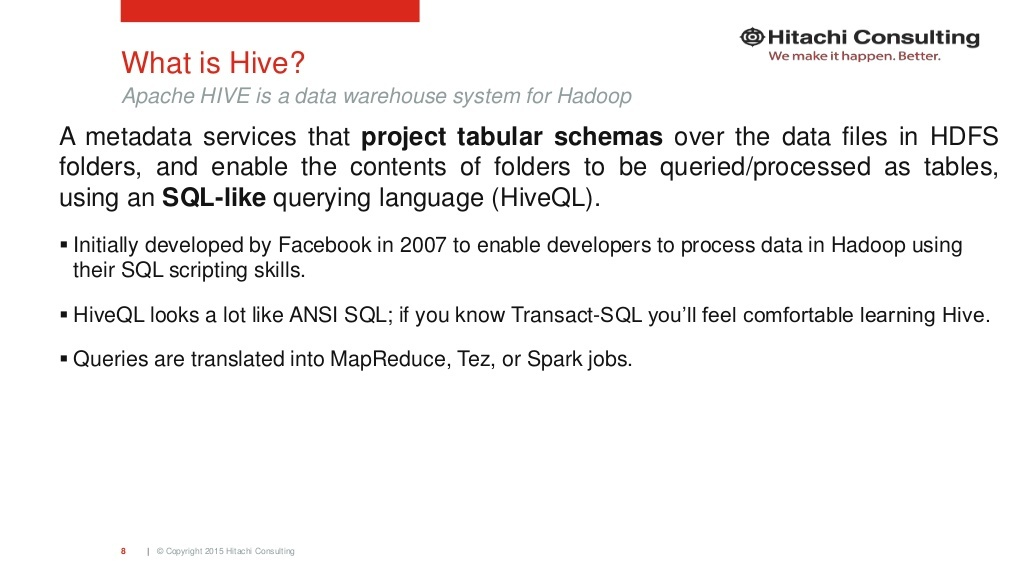 Hitachi Consulting
We make it happen. Better.
What is Hive?
Apache HIVE is a data warehouse system for Hadoop
A metadata services that project tabular schemas over the data files in HDFS
folders, and enable the contents of folders to be queried/processed as tables,
using an SQL-like querying language (HiveQL).
▪ Initially developed by Facebook in 2007 to enable developers to process data in Hadoop using
their SQL scripting skills.
▪ HiveQL looks a lot like ANSI SQL; if you know Transact-SQL you’ll feel comfortable learning Hive.
▪ Queries are translated into MapReduce, Tez, or Spark jobs.
8 | © Copyright 2015 Hitachi Consulting